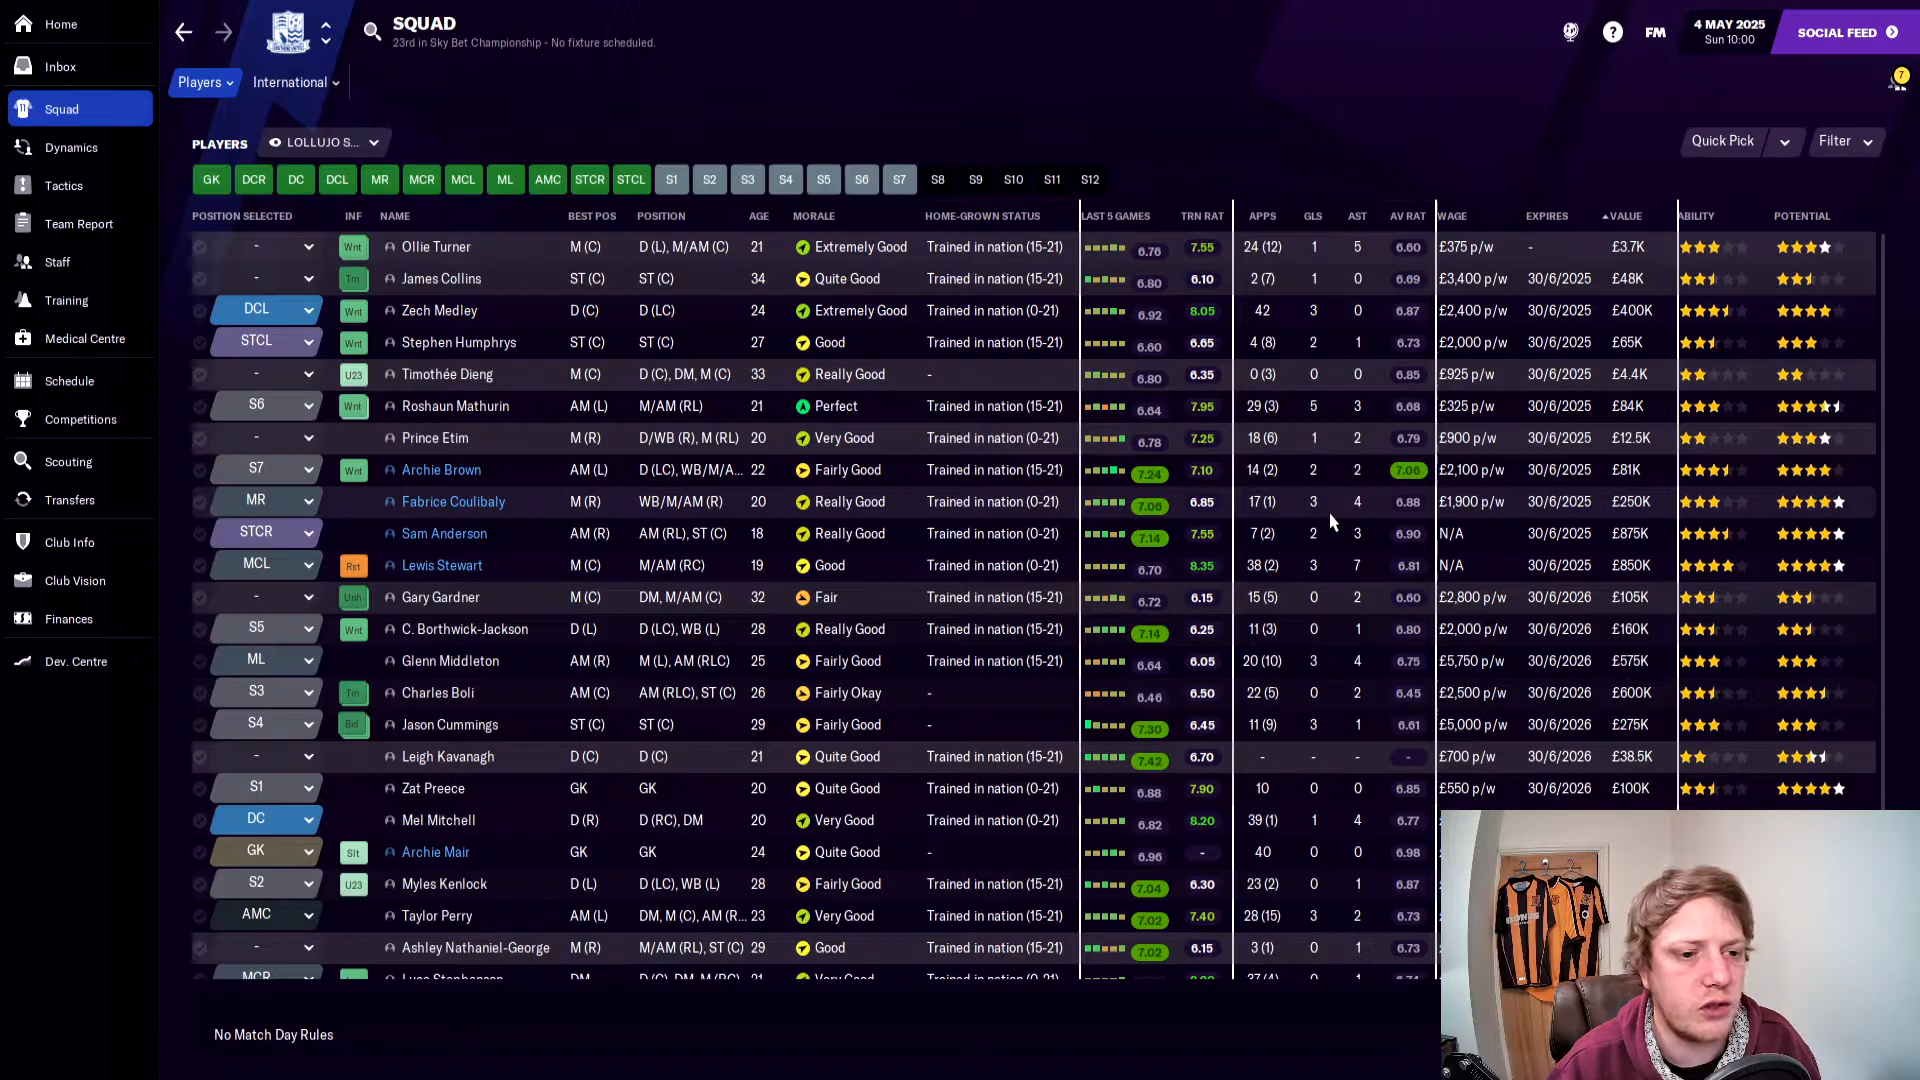 Home
Inbox
Squad
Dynamics
Tactics
Team Report
Staff
Training
Medical Centre
Schedule
Competitions
Scouting
Transfers
Club Info
Club Vision
Finances
Dev. Centre
SQUAD
23rd in Sky Bet Championship - No fixture scheduled.
FM
4 MAY 2025
Sun 10:00
SOCIAL FEED
7
Players
International
PLAYERS
LOLLUJO S...
Quick Pick
Filter
GK DCR DC DCL MR MCR MCL ML AMC STCR STCL S1 S2 S3 S4 S5 S6 S7 S8 S9 S10 S11 S12
POSITION SELECTED INF NAME BEST POS POSITION AGE MORALE HOME-GROWN STATUS LAST 5 GAMES TRN RAT APPS GLS AST AV RAT WAGE EXPIRES VALUE ABILITY POTENTIAL
- Wnt Ollie Turner M (C) D (L), M/AM (C) 21 Extremely Good Trained in nation (15-21) 6.76 7.55 24 (12) 1 5 6.60 £375 p/w - £3.7K
- Trn James Collins ST (C) ST (C) 34 Quite Good Trained in nation (15-21) 6.80 6.10 2 (7) 1 0 6.69 £3,400 p/w 30/6/2025 £48K
DCL Wnt Zech Medley D (C) D (LC) 24 Extremely Good Trained in nation (0-21) 6.92 8.05 42 3 0 6.87 £2,400 p/w 30/6/2025 £400K
STCL Wnt Stephen Humphrys ST (C) ST (C) 27 Good Trained in nation (15-21) 6.60 6.65 4 (8) 2 1 6.73 £2,000 p/w 30/6/2025 £65K
- U23 Timothée Dieng M (C) D (C), DM, M (C) 33 Really Good - 6.80 6.35 0 (3) 0 0 6.85 £925 p/w 30/6/2025 £4.4K
S6 Wnt Roshaun Mathurin AM (L) M/AM (RL) 21 Perfect Trained in nation (15-21) 6.64 7.95 29 (3) 5 3 6.68 £325 p/w 30/6/2025 £84K
- Prince Etim M (R) D/WB (R), M (RL) 20 Very Good Trained in nation (0-21) 6.78 7.25 18 (6) 1 2 6.79 £900 p/w 30/6/2025 £12.5K
S7 Wnt Archie Brown AM (L) D (LC), WB/M/A... 22 Fairly Good Trained in nation (15-21) 7.24 7.10 14 (2) 2 2 7.06 £2,100 p/w 30/6/2025 £81K
MR Fabrice Coulibaly M (R) WB/M/AM (R) 20 Really Good Trained in nation (0-21) 7.06 6.85 17 (1) 3 4 6.88 £1,900 p/w 30/6/2025 £250K
STCR Sam Anderson AM (R) AM (RL), ST (C) 18 Really Good Trained in nation (0-21) 7.14 7.55 7 (2) 2 3 6.90 N/A 30/6/2025 £875K
MCL Rst Lewis Stewart M (C) M/AM (RC) 19 Good Trained in nation (0-21) 6.70 8.35 38 (2) 3 7 6.81 N/A 30/6/2025 £850K
- Unh Gary Gardner M (C) DM, M/AM (C) 32 Fair Trained in nation (15-21) 6.72 6.15 15 (5) 0 2 6.60 £2,800 p/w 30/6/2026 £105K
S5 Wnt C. Borthwick-Jackson D (L) D (LC), WB (L) 28 Really Good Trained in nation (15-21) 7.14 6.25 11 (3) 0 1 6.80 £2,000 p/w 30/6/2026 £160K
ML Glenn Middleton AM (R) M (L), AM (RLC) 25 Fairly Good Trained in nation (15-21) 6.64 6.05 20 (10) 3 4 6.75 £5,750 p/w 30/6/2026 £575K
S3 Trn Charles Boli AM (C) AM (RLC), ST (C) 26 Fairly Okay - 6.46 6.50 22 (5) 0 2 6.45 £2,500 p/w 30/6/2026 £600K
S4 Bid Jason Cummings ST (C) ST (C) 29 Fairly Good - 7.30 6.45 11 (9) 3 1 6.61 £5,000 p/w 30/6/2026 £275K
- Leigh Kavanagh D (C) D (C) 21 Quite Good Trained in nation (15-21) 7.42 6.70 - - - - £700 p/w 30/6/2026 £38.5K
S1 Zat Preece GK GK 20 Quite Good Trained in nation (0-21) 6.88 7.90 10 0 0 6.85 £550 p/w 30/6/2026 £100K
DC Mel Mitchell D (R) D (RC), DM 20 Very Good Trained in nation (0-21) 6.82 8.20 39 (1) 1 4 6.77
GK Slt Archie Mair GK GK 24 Quite Good - 6.96 - 40 0 0 6.98
S2 U23 Myles Kenlock D (L) D (LC), WB (L) 28 Fairly Good Trained in nation (15-21) 7.04 6.30 23 (2) 0 1 6.87
AMC Taylor Perry AM (L) DM, M (C), AM (R... 23 Very Good Trained in nation (15-21) 7.02 7.40 28 (15) 3 2 6.73
- Ashley Nathaniel-George M (R) M/AM (RL), ST (C) 29 Good Trained in nation (15-21) 7.02 6.15 3 (1) 0 1 6.73
No Match Day Rules